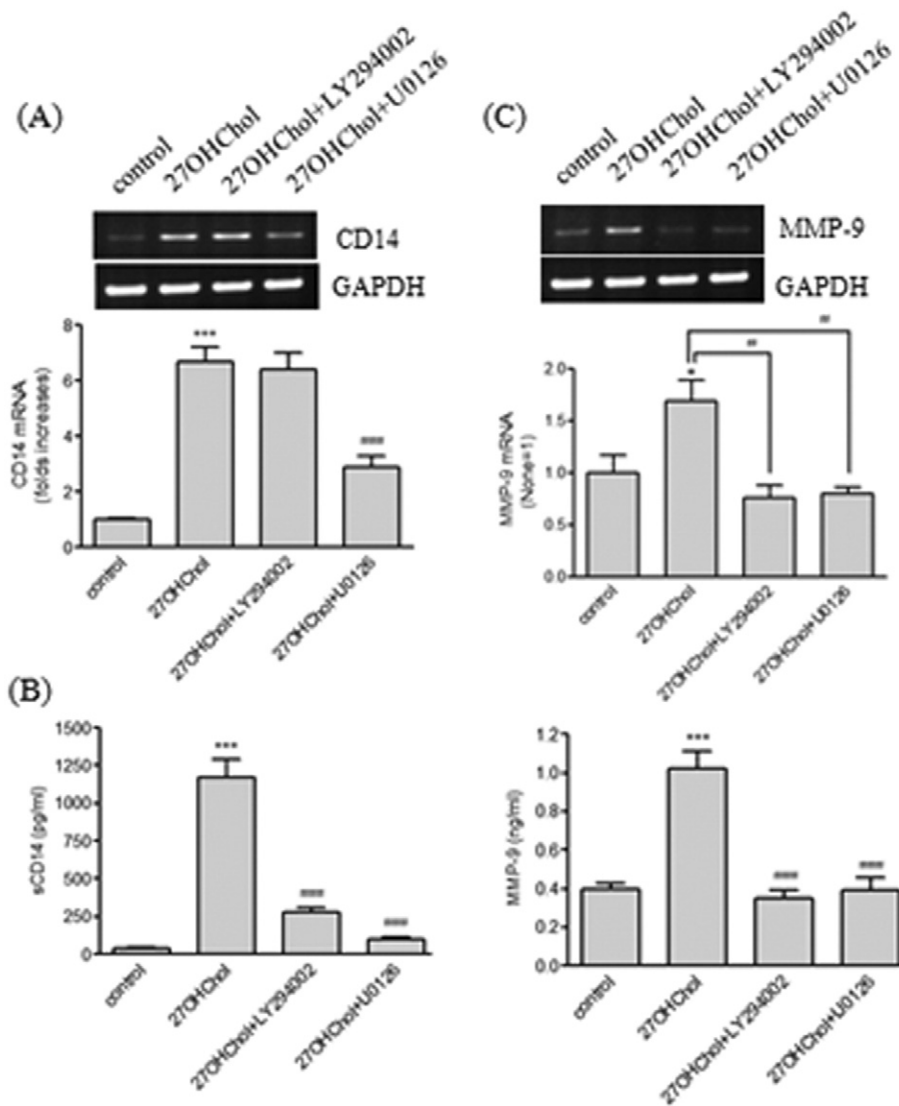 (A)
control
27OHChol
27OHChol+LY294002
27OHChol+U0126
CD14
GAPDH
CD14 mRNA
(folds increases)
8
6
4
2
0
***
###
control
27OHChol
27OHChol+LY294002
27OHChol+U0126
(B)
sCD14 (pg/ml)
1500
1250
1000
750
500
250
0
***
###
###
control
27OHChol
27OHChol+LY294002
27OHChol+U0126
(C)
control
27OHChol
27OHChol+LY294002
27OHChol+U0126
MMP-9
GAPDH
MMP-9 mRNA
(None=1)
2.0
1.5
1.0
0.5
0.0
*
##
##
control
27OHChol
27OHChol+LY294002
27OHChol+U0126
MMP-9 (ng/ml)
1.2
1.0
0.8
0.6
0.4
0.2
0.0
***
###
###
control
27OHChol
27OHChol+LY294002
27OHChol+U0126